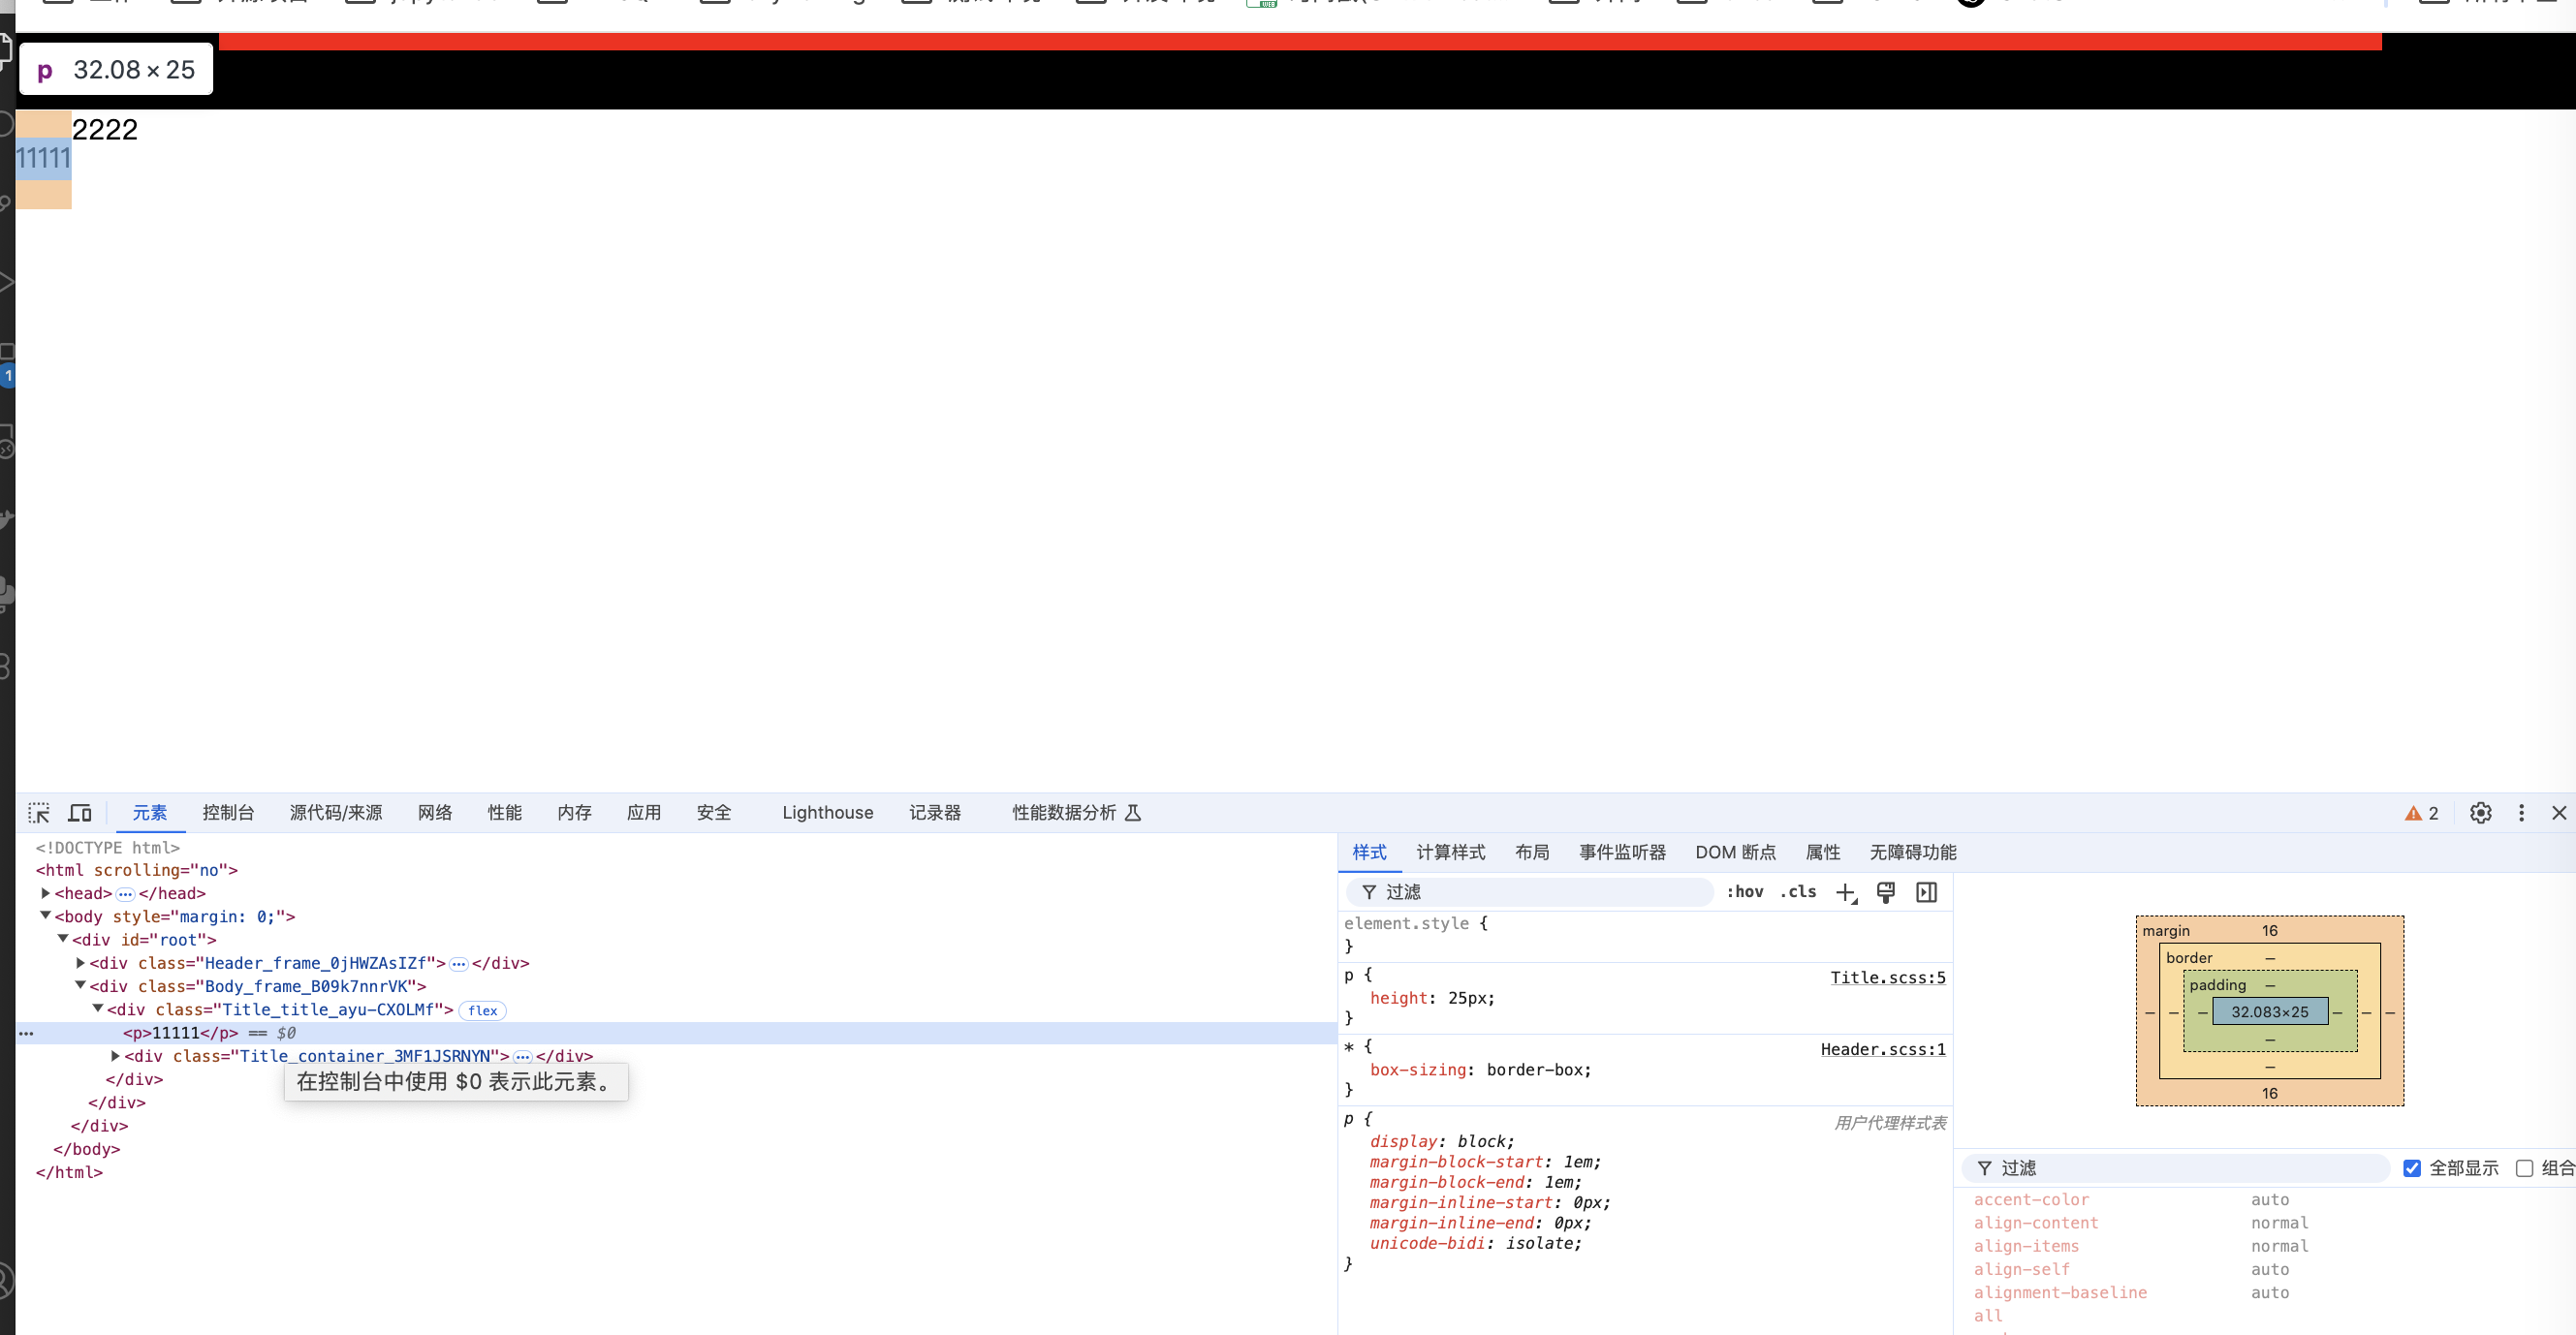 p 32.08 × 25
2222
11111
1
元素 控制台 源代码/来源 网络 性能 内存 应用 安全 Lighthouse 记录器 性能数据分析 2
<!DOCTYPE html>
<html scrolling="no">
<head> ••• </head>
<body style="margin: 0;">
<div id="root">
<div class="Header_frame_0jHWZAsIZf"> ••• </div>
<div class="Body_frame_B09k7nnrVK">
<div class="Title_title_ayu-CXOLMf"> flex
••• <p>11111</p> == $0
<div class="Title_container_3MF1JSRNYN"> ••• </div>
在控制台中使用 $0 表示此元素。
</div>
</div>
</div>
</body>
</html>
样式 计算样式 布局 事件监听器 DOM 断点 属性 无障碍功能
过滤 :hov .cls
element.style {
}
p { Title.scss:5
height: 25px;
}
* { Header.scss:1
box-sizing: border-box;
}
p { 用户代理样式表
display: block;
margin-block-start: 1em;
margin-block-end: 1em;
margin-inline-start: 0px;
margin-inline-end: 0px;
unicode-bidi: isolate;
}
margin 16
border –
padding –
– – – 32.083×25 – – –
–
–
16
过滤 全部显示 组合
accent-color auto
align-content normal
align-items normal
align-self auto
alignment-baseline auto
all